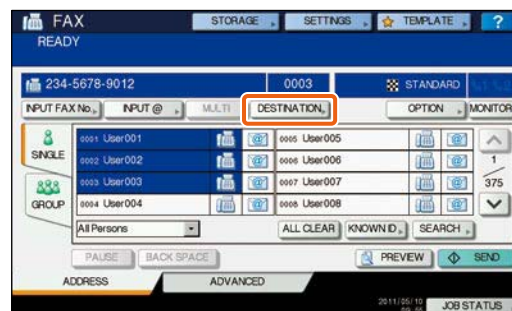 FAX STORAGE SETTINGS TEMPLATE ?
READY
234-5678-9012 0003 STANDARD
INPUT FAX No. INPUT @ MULTI DESTINATION OPTION MONITOR
SINGLE
0001 User001 0005 User005
0002 User002 0006 User006
0003 User003 0007 User007
0004 User004 0008 User008
1
375
GROUP
All Persons ALL CLEAR KNOWN ID SEARCH
PAUSE BACK SPACE PREVIEW SEND
ADDRESS ADVANCED
2011/05/10
JOB STATUS